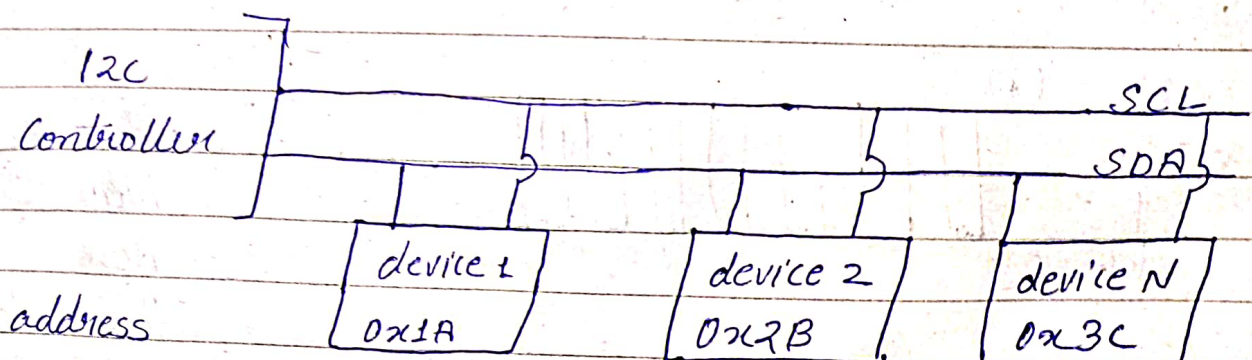 I2C
SCL
Controller
SDA
device 1
device 2
device N
address
0x1A
0x2B
0x3C